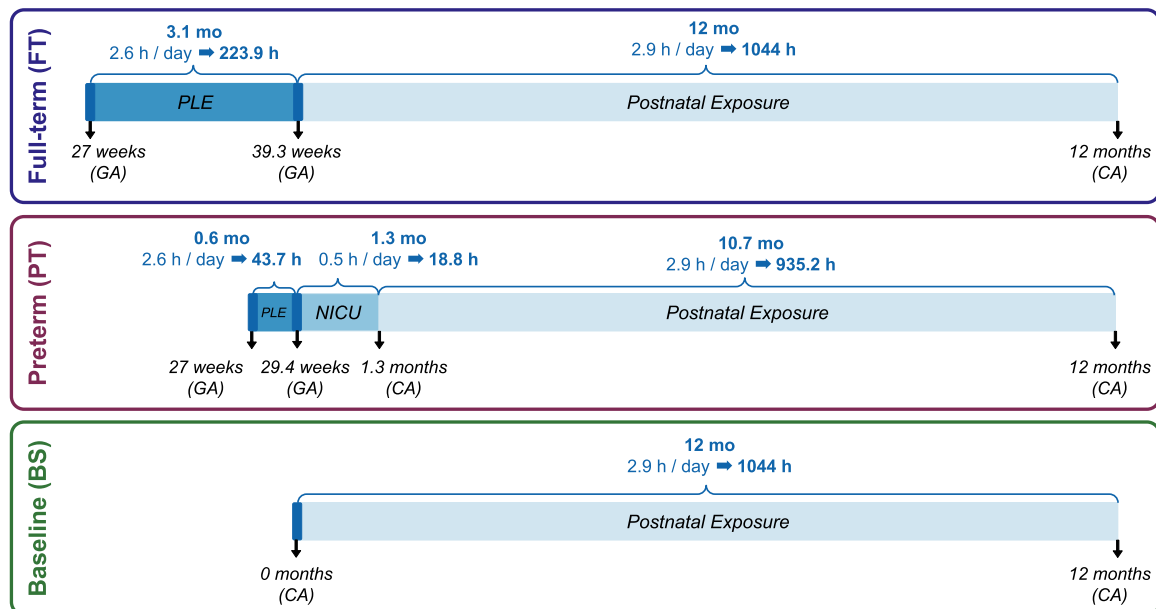 Full-term (FT)
3.1 mo
2.6 h / day ➡ 223.9 h
12 mo
2.9 h / day ➡ 1044 h
PLE
Postnatal Exposure
27 weeks
(GA)
39.3 weeks
(GA)
12 months
(CA)
Preterm (PT)
0.6 mo
2.6 h / day ➡ 43.7 h
1.3 mo
0.5 h / day ➡ 18.8 h
10.7 mo
2.9 h / day ➡ 935.2 h
PLE
NICU
Postnatal Exposure
27 weeks
(GA)
29.4 weeks
(GA)
1.3 months
(CA)
12 months
(CA)
Baseline (BS)
12 mo
2.9 h / day ➡ 1044 h
Postnatal Exposure
0 months
(CA)
12 months
(CA)